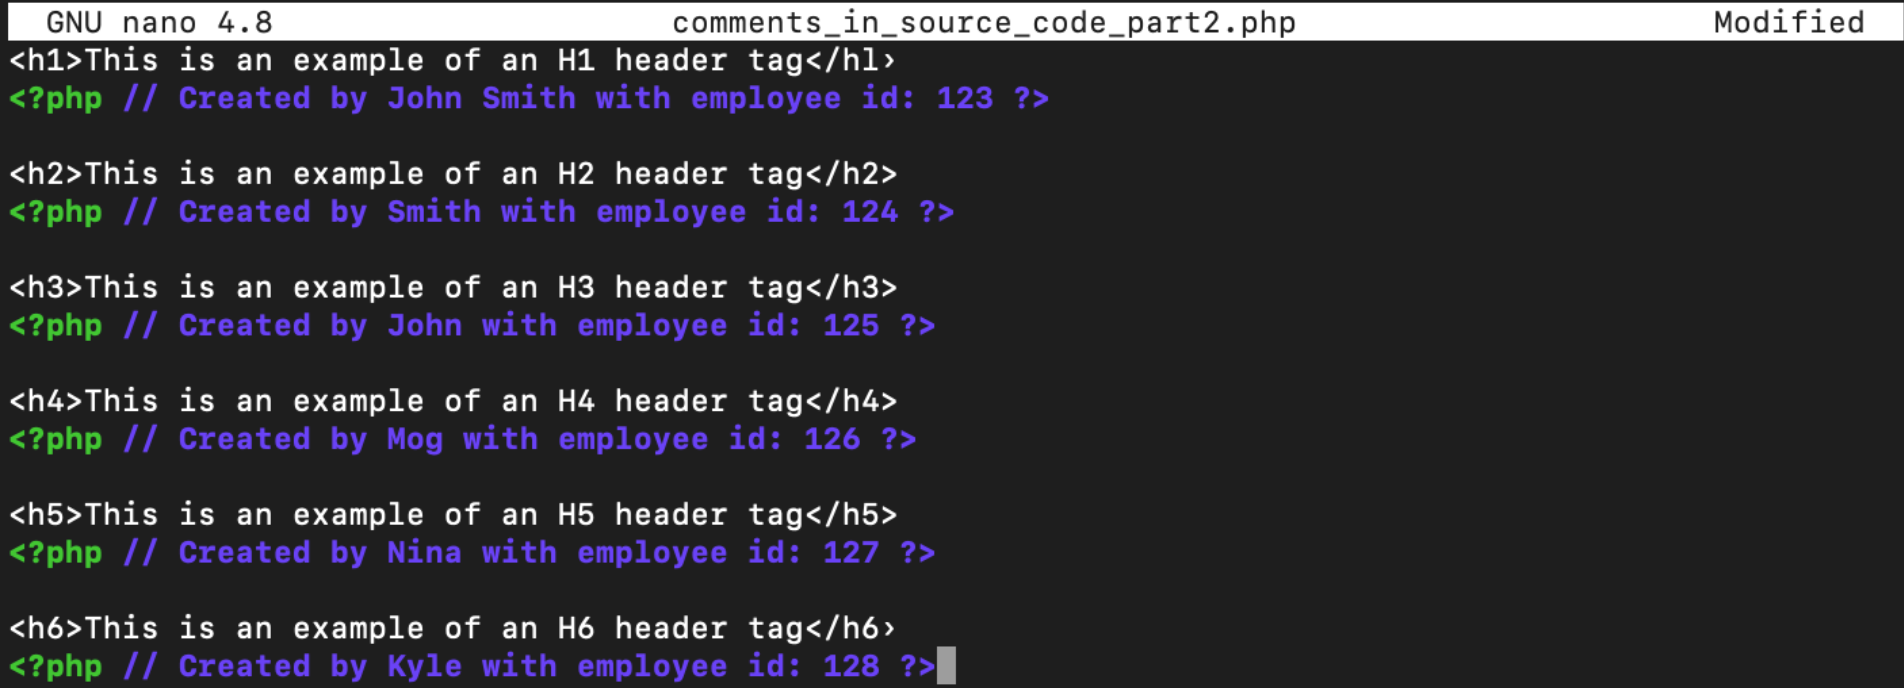 GNU nano 4.8 comments_in_source_code_part2.php Modified
<h1>This is an example of an H1 header tag</hl›
<?php // Created by John Smith with employee id: 123 ?>
<h2>This is an example of an H2 header tag</h2>
<?php // Created by Smith with employee id: 124 ?>
<h3>This is an example of an H3 header tag</h3>
<?php // Created by John with employee id: 125 ?>
<h4>This is an example of an H4 header tag</h4>
<?php // Created by Mog with employee id: 126 ?>
<h5>This is an example of an H5 header tag</h5>
<?php // Created by Nina with employee id: 127 ?>
<h6>This is an example of an H6 header tag</h6›
<?php // Created by Kyle with employee id: 128 ?>